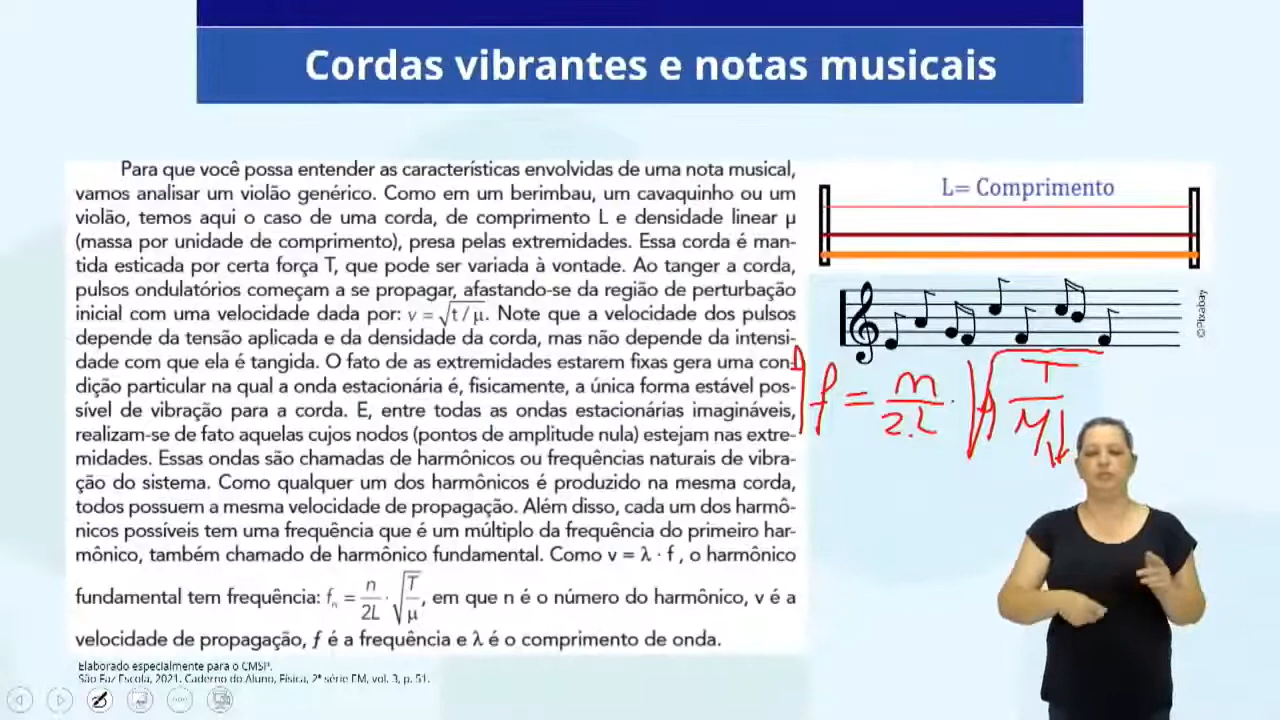 Cordas vibrantes e notas musicais
Para que você possa entender as características envolvidas de uma nota musical,
vamos analisar um violão genérico. Como em um berimbau, um cavaquinho ou um
violão, temos aqui o caso de uma corda, de comprimento L e densidade linear μ
(massa por unidade de comprimento), presa pelas extremidades. Essa corda é man-
tida esticada por certa força T, que pode ser variada à vontade. Ao tanger a corda,
pulsos ondulatórios começam a se propagar, afastando-se da região de perturbação
inicial com uma velocidade dada por: v = √t / μ. Note que a velocidade dos pulsos
depende da tensão aplicada e da densidade da corda, mas não depende da intensi-
dade com que ela é tangida. O fato de as extremidades estarem fixas gera uma con-
dição particular na qual a onda estacionária é, fisicamente, a única forma estável pos-
sível de vibração para a corda. E, entre todas as ondas estacionárias imagináveis,
realizam-se de fato aquelas cujos nodos (pontos de amplitude nula) estejam nas extre-
midades. Essas ondas são chamadas de harmônicos ou frequências naturais de vibra-
ção do sistema. Como qualquer um dos harmônicos é produzido na mesma corda,
todos possuem a mesma velocidade de propagação. Além disso, cada um dos harmô-
nicos possíveis tem uma frequência que é um múltiplo da frequência do primeiro har-
mônico, também chamado de harmônico fundamental. Como v = λ · f , o harmônico
fundamental tem frequência: fn = n/2L · √T/μ, em que n é o número do harmônico, v é a
velocidade de propagação, f é a frequência e λ é o comprimento de onda.
Elaborado especialmente para o CMSP.
São Paz Escola, 2021. Caderno do Aluno, Física, 2ª série EM, vol. 3, p. 51.
L= Comprimento
©Pixabay
f = n/2.L · √T/μ↓